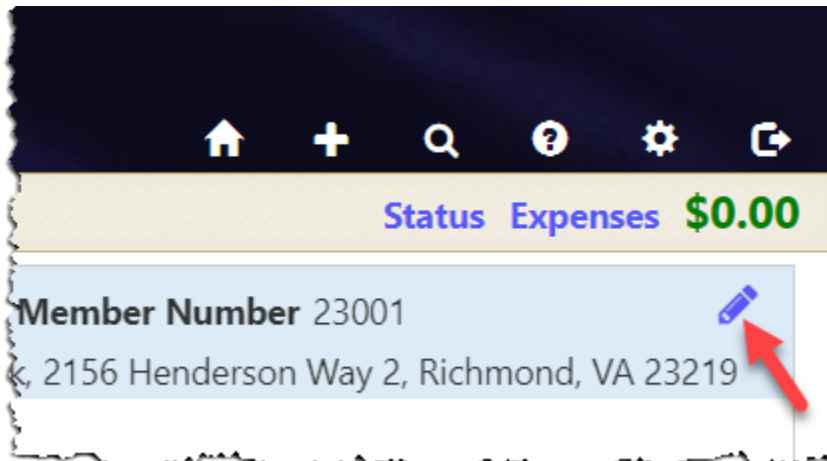 Status Expenses $0.00
Member Number 23001
, 2156 Henderson Way 2, Richmond, VA 23219